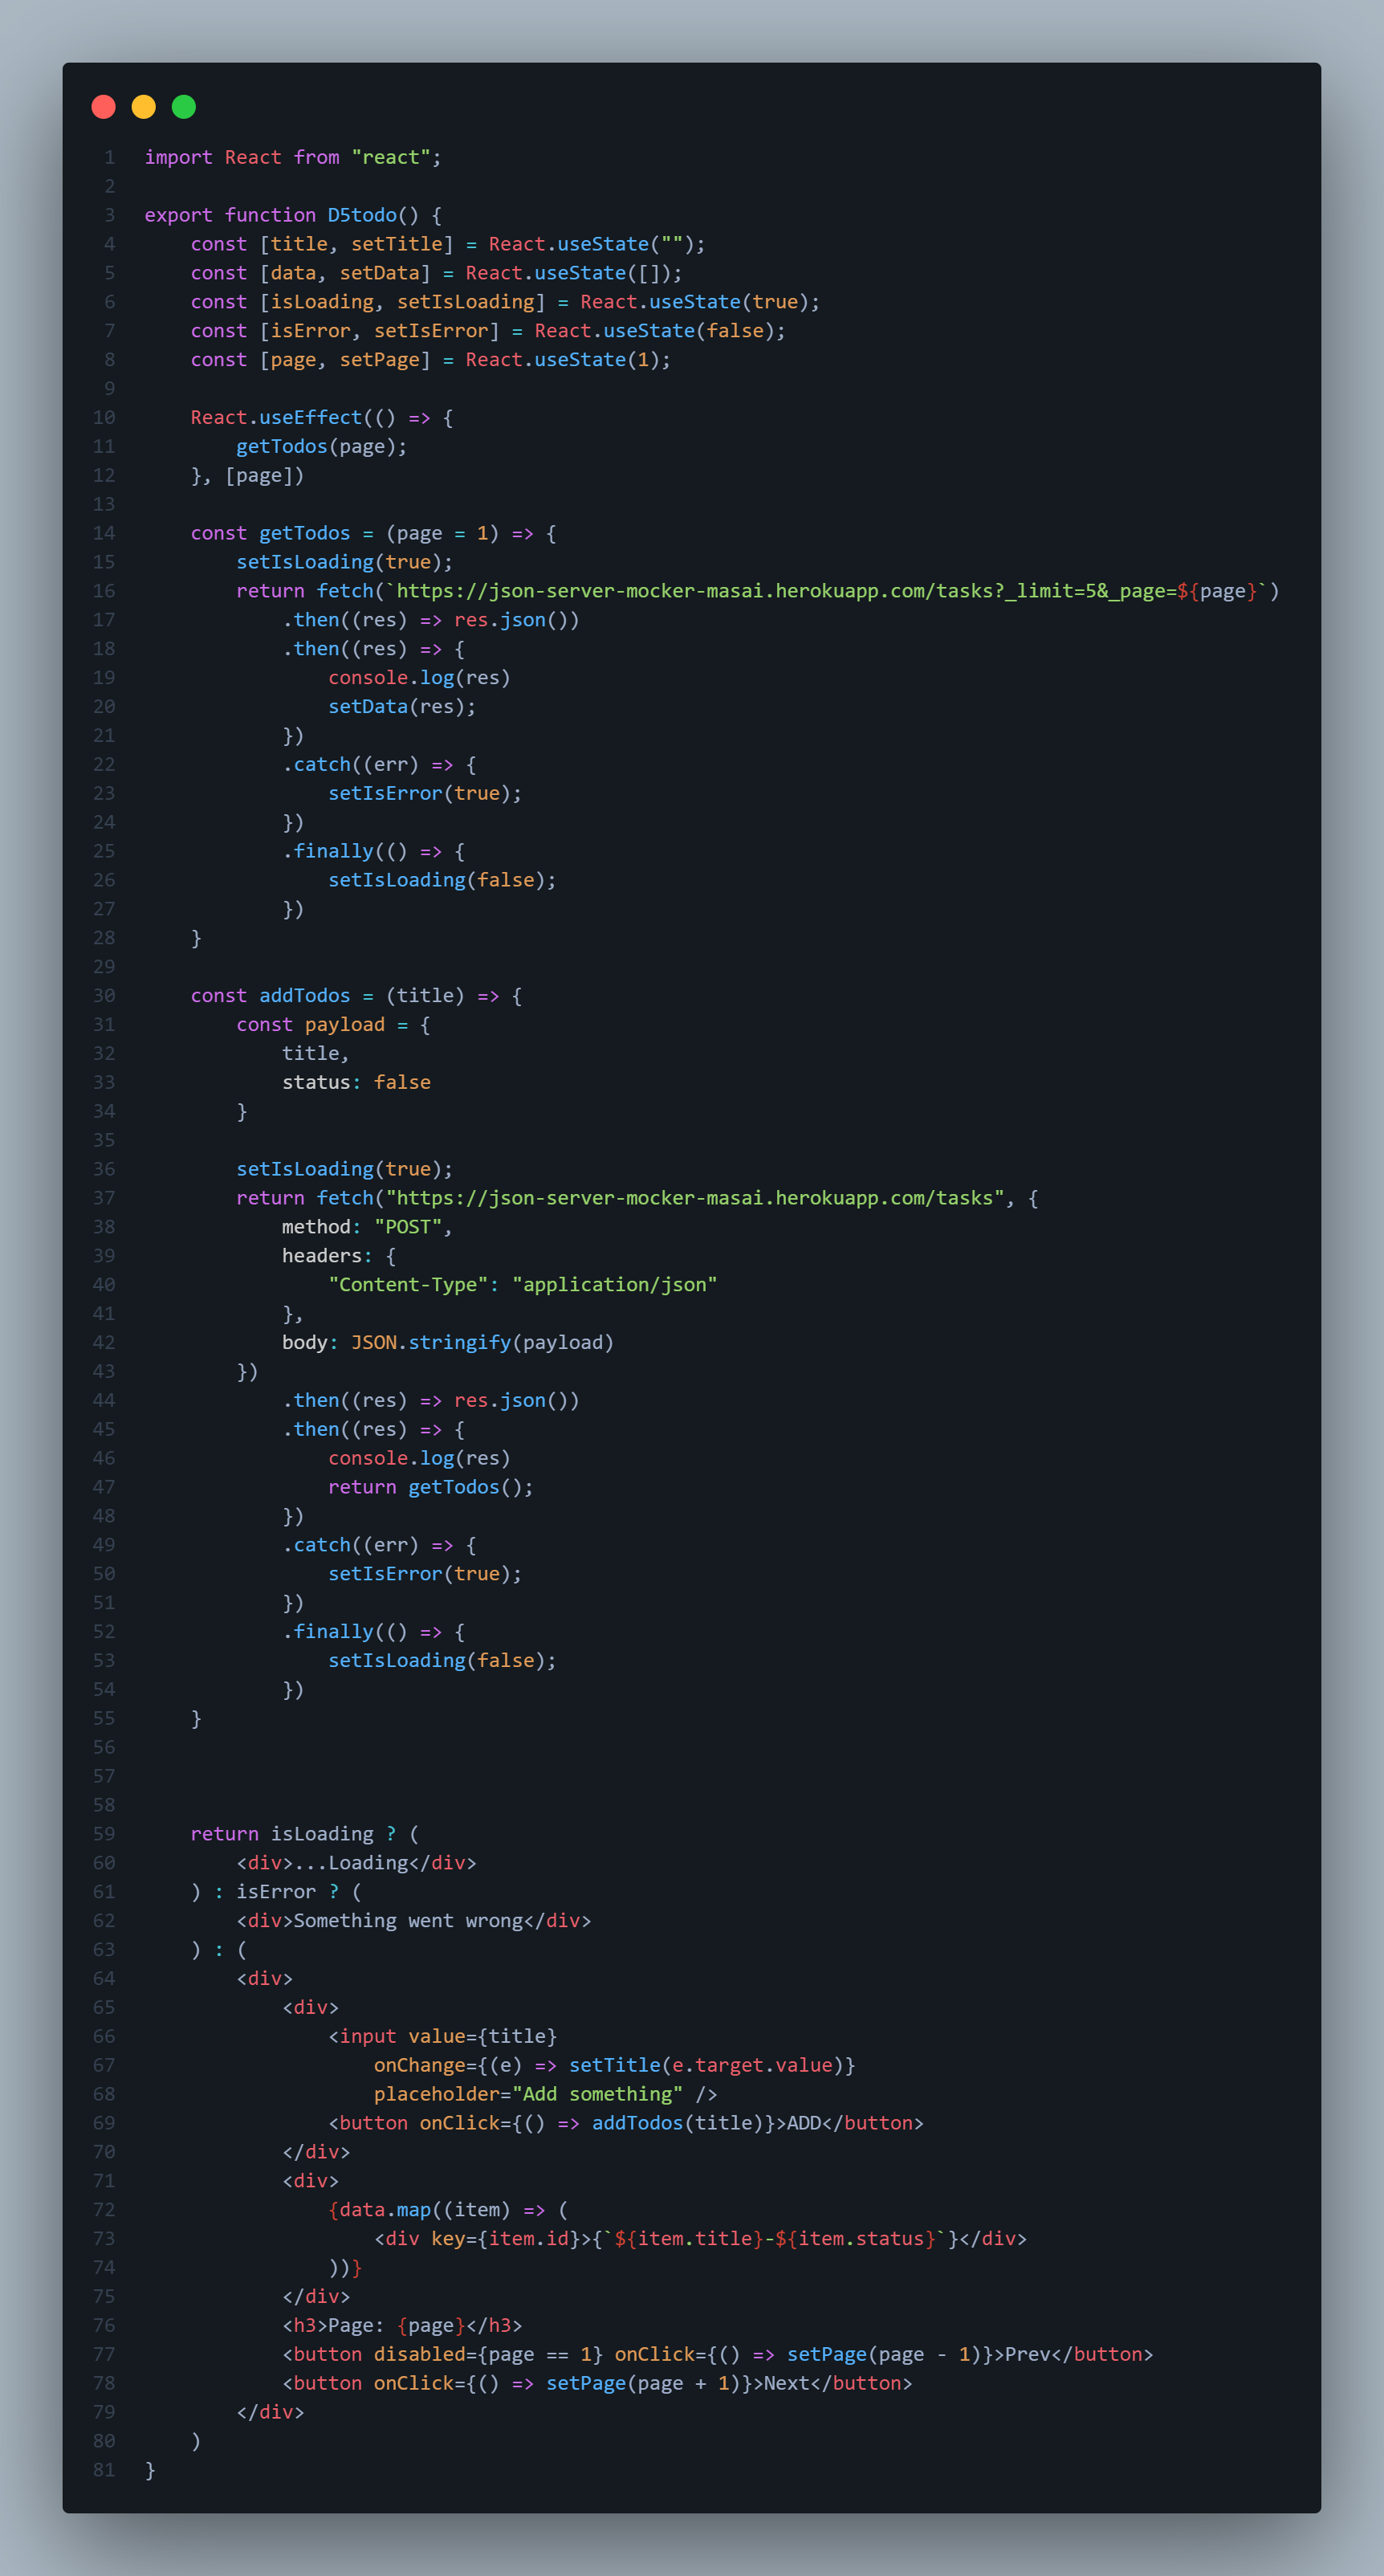 1 import React from "react";
2
3 export function D5todo() {
4     const [title, setTitle] = React.useState("");
5     const [data, setData] = React.useState([]);
6     const [isLoading, setIsLoading] = React.useState(true);
7     const [isError, setIsError] = React.useState(false);
8     const [page, setPage] = React.useState(1);
9
10     React.useEffect(() => {
11         getTodos(page);
12     }, [page])
13
14     const getTodos = (page = 1) => {
15         setIsLoading(true);
16         return fetch(`https://json-server-mocker-masai.herokuapp.com/tasks?_limit=5&_page=${page}`)
17             .then((res) => res.json())
18             .then((res) => {
19                 console.log(res)
20                 setData(res);
21             })
22             .catch((err) => {
23                 setIsError(true);
24             })
25             .finally(() => {
26                 setIsLoading(false);
27             })
28     }
29
30     const addTodos = (title) => {
31         const payload = {
32             title,
33             status: false
34         }
35
36         setIsLoading(true);
37         return fetch("https://json-server-mocker-masai.herokuapp.com/tasks", {
38             method: "POST",
39             headers: {
40                 "Content-Type": "application/json"
41             },
42             body: JSON.stringify(payload)
43         })
44             .then((res) => res.json())
45             .then((res) => {
46                 console.log(res)
47                 return getTodos();
48             })
49             .catch((err) => {
50                 setIsError(true);
51             })
52             .finally(() => {
53                 setIsLoading(false);
54             })
55     }
56
57
58
59     return isLoading ? (
60         <div>...Loading</div>
61     ) : isError ? (
62         <div>Something went wrong</div>
63     ) : (
64         <div>
65             <div>
66                 <input value={title}
67                     onChange={(e) => setTitle(e.target.value)}
68                     placeholder="Add something" />
69                 <button onClick={() => addTodos(title)}>ADD</button>
70             </div>
71             <div>
72                 {data.map((item) => (
73                     <div key={item.id}>{`${item.title}-${item.status}`}</div>
74                 ))}
75             </div>
76             <h3>Page: {page}</h3>
77             <button disabled={page == 1} onClick={() => setPage(page - 1)}>Prev</button>
78             <button onClick={() => setPage(page + 1)}>Next</button>
79         </div>
80     )
81 }